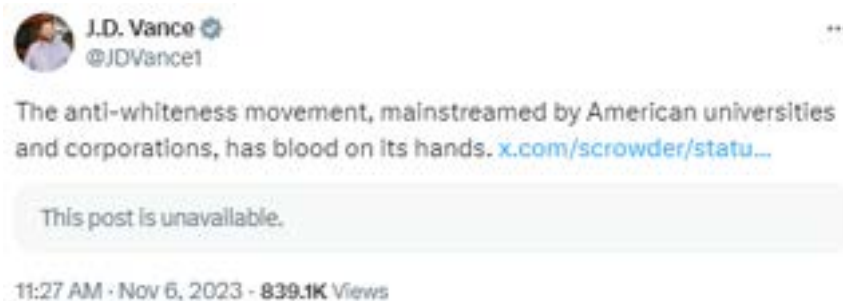 J.D. Vance
@JDVance1
The anti-whiteness movement, mainstreamed by American universities
and corporations, has blood on its hands. x.com/scrowder/statu...
This post is unavailable.
11:27 AM · Nov 6, 2023 · 839.1K Views